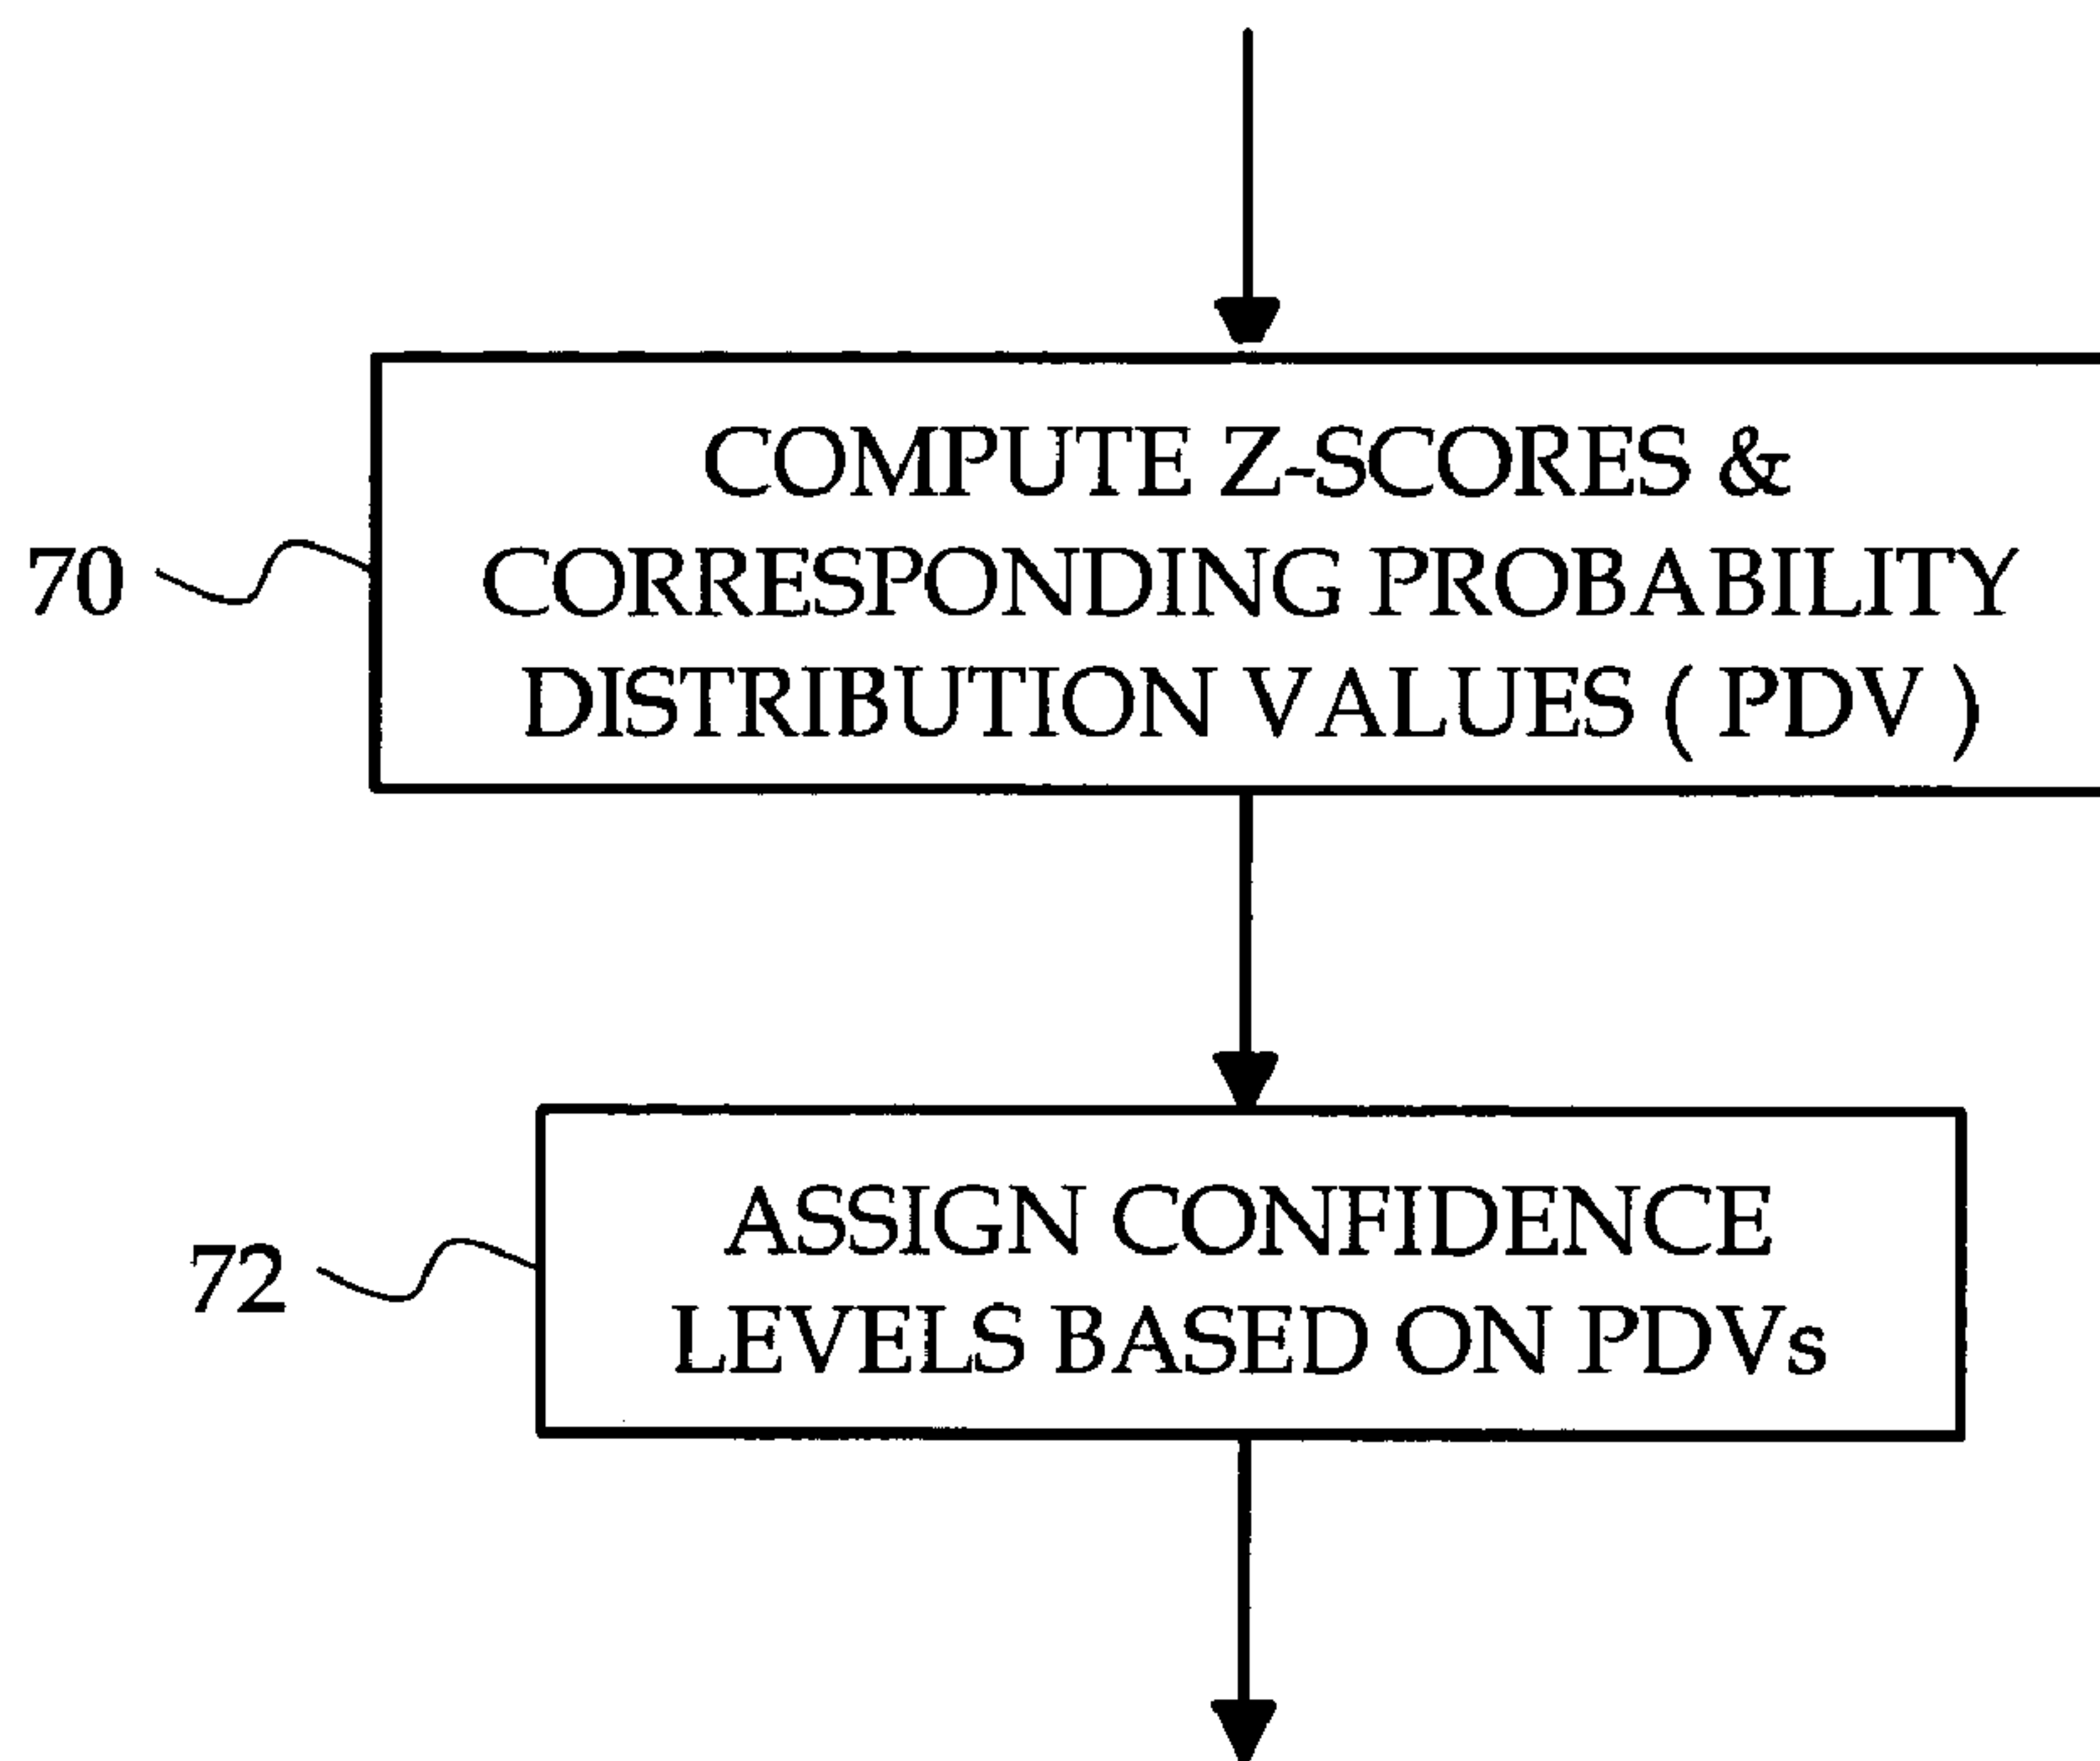 COMPUTE Z-SCORES &
70
CORRESPONDING PROBABILITY
DISTRIBUTION VALUES ( PDV )
ASSIGN CONFIDENCE
72
LEVELS BASED ON PDVs